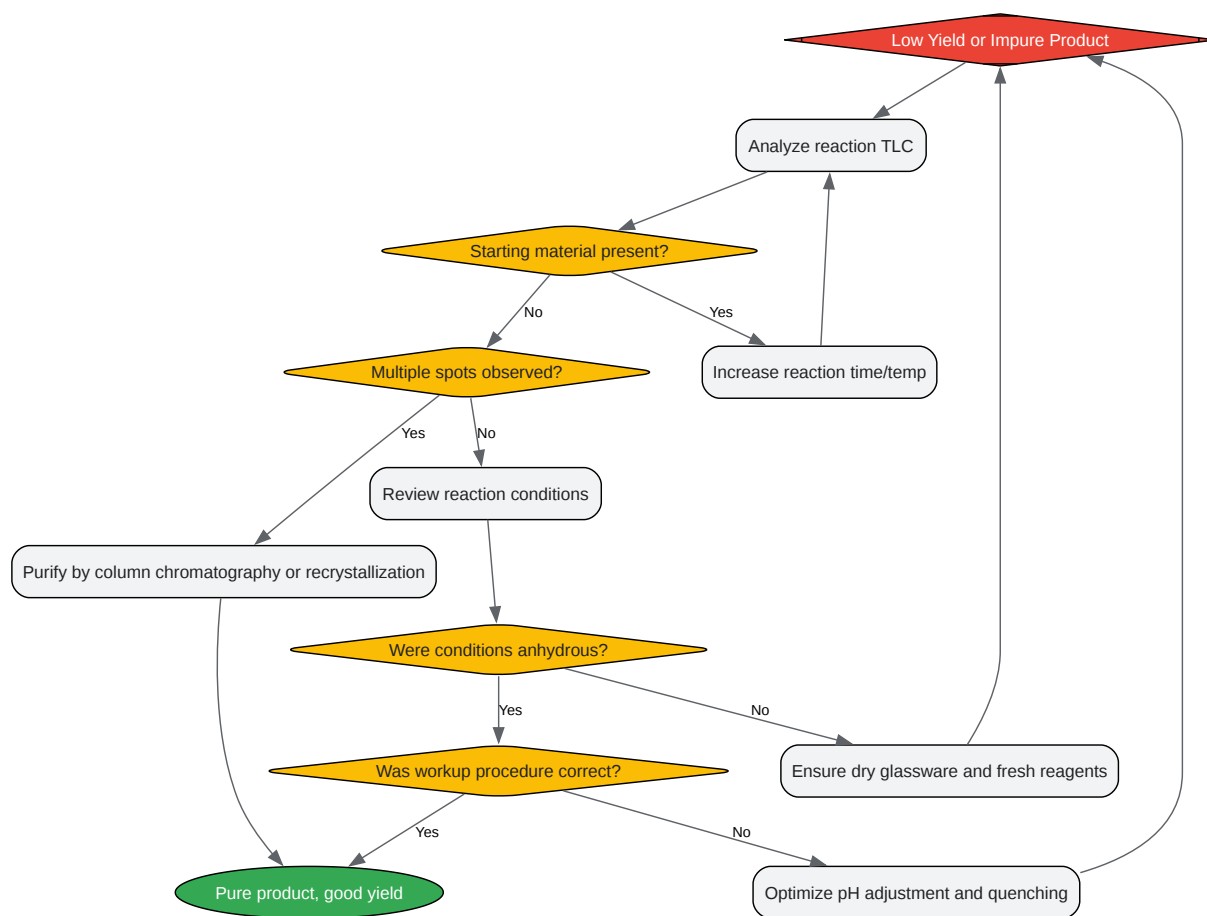 Low Yield or Impure Product
Analyze reaction TLC
Starting material present?
No
Yes
Multiple spots observed?
Increase reaction time/temp
Yes
No
Review reaction conditions
Purify by column chromatography or recrystallization
Were conditions anhydrous?
Yes
No
Was workup procedure correct?
Ensure dry glassware and fresh reagents
Yes
No
Pure product, good yield
Optimize pH adjustment and quenching